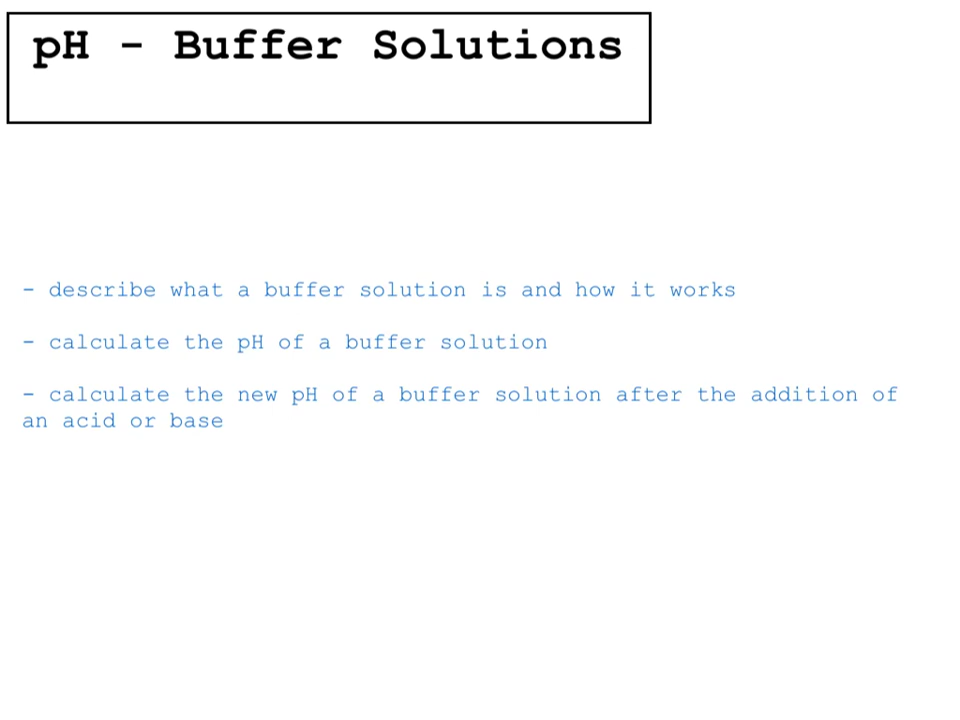 pH - Buffer Solutions
- describe what a buffer solution is and how it works
- calculate the pH of a buffer solution
- calculate the new pH of a buffer solution after the addition of
an acid or base